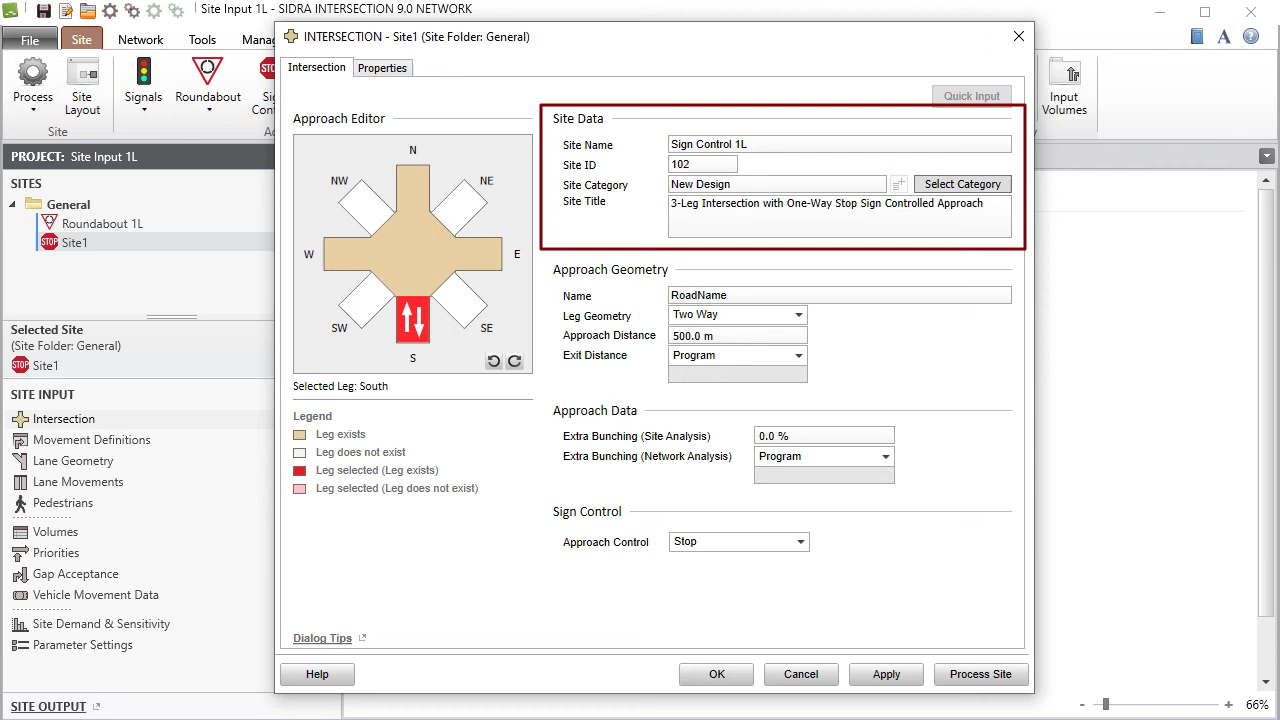 Site Input 1L - SIDRA INTERSECTION 9.0 NETWORK
File
Site
Network
Tools
Process
Site
Layout
Signals
Roundabout
Input
Volumes
Site
PROJECT: Site Input 1L
SITES
General
Roundabout 1L
STOP Site1
Selected Site
(Site Folder: General)
STOP Site1
SITE INPUT
Intersection
Movement Definitions
Lane Geometry
Lane Movements
Pedestrians
Volumes
Priorities
Gap Acceptance
Vehicle Movement Data
Site Demand & Sensitivity
Parameter Settings
SITE OUTPUT
INTERSECTION - Site1 (Site Folder: General)
Intersection
Properties
Quick Input
Approach Editor
N
NW
NE
W
E
SW
SE
S
Selected Leg: South
Legend
Leg exists
Leg does not exist
Leg selected (Leg exists)
Leg selected (Leg does not exist)
Site Data
Site Name Sign Control 1L
Site ID 102
Site Category New Design Select Category
Site Title 3-Leg Intersection with One-Way Stop Sign Controlled Approach
Approach Geometry
Name RoadName
Leg Geometry Two Way
Approach Distance 500.0 m
Exit Distance Program
Approach Data
Extra Bunching (Site Analysis) 0.0 %
Extra Bunching (Network Analysis) Program
Sign Control
Approach Control Stop
Dialog Tips
Help
OK
Cancel
Apply
Process Site
66%